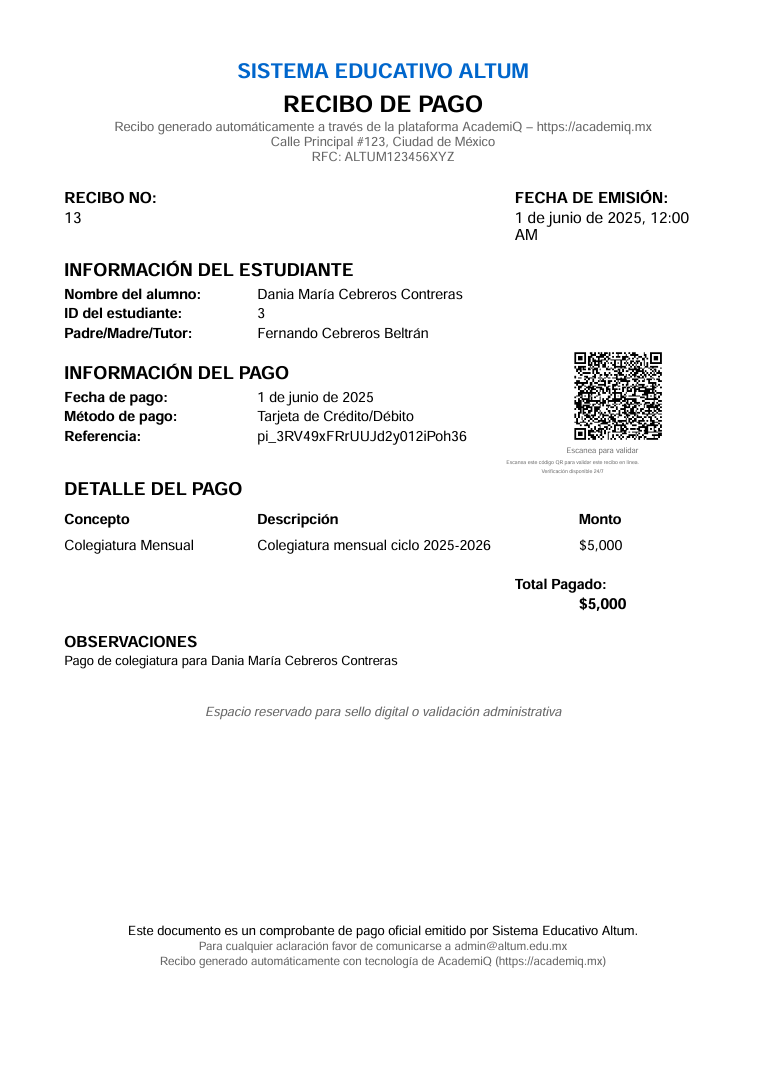 SISTEMA EDUCATIVO ALTUM
RECIBO DE PAGO
Recibo generado automáticamente a través de la plataforma AcademiQ – https://academiq.mx
Calle Principal #123, Ciudad de México
RFC: ALTUM123456XYZ
RECIBO NO:
13
FECHA DE EMISIÓN:
1 de junio de 2025, 12:00
AM
INFORMACIÓN DEL ESTUDIANTE
Nombre del alumno: Dania María Cebreros Contreras
ID del estudiante: 3
Padre/Madre/Tutor: Fernando Cebreros Beltrán
INFORMACIÓN DEL PAGO
Fecha de pago: 1 de junio de 2025
Método de pago: Tarjeta de Crédito/Débito
Referencia: pi_3RV49xFRrUUJd2y012iPoh36
Escanea para validar
Escanea este código QR para validar este recibo en línea.
Verificación disponible 24/7
DETALLE DEL PAGO
Concepto Descripción Monto
Colegiatura Mensual Colegiatura mensual ciclo 2025-2026 $5,000
Total Pagado:
$5,000
OBSERVACIONES
Pago de colegiatura para Dania María Cebreros Contreras
Espacio reservado para sello digital o validación administrativa
Este documento es un comprobante de pago oficial emitido por Sistema Educativo Altum.
Para cualquier aclaración favor de comunicarse a admin@altum.edu.mx
Recibo generado automáticamente con tecnología de AcademiQ (https://academiq.mx)